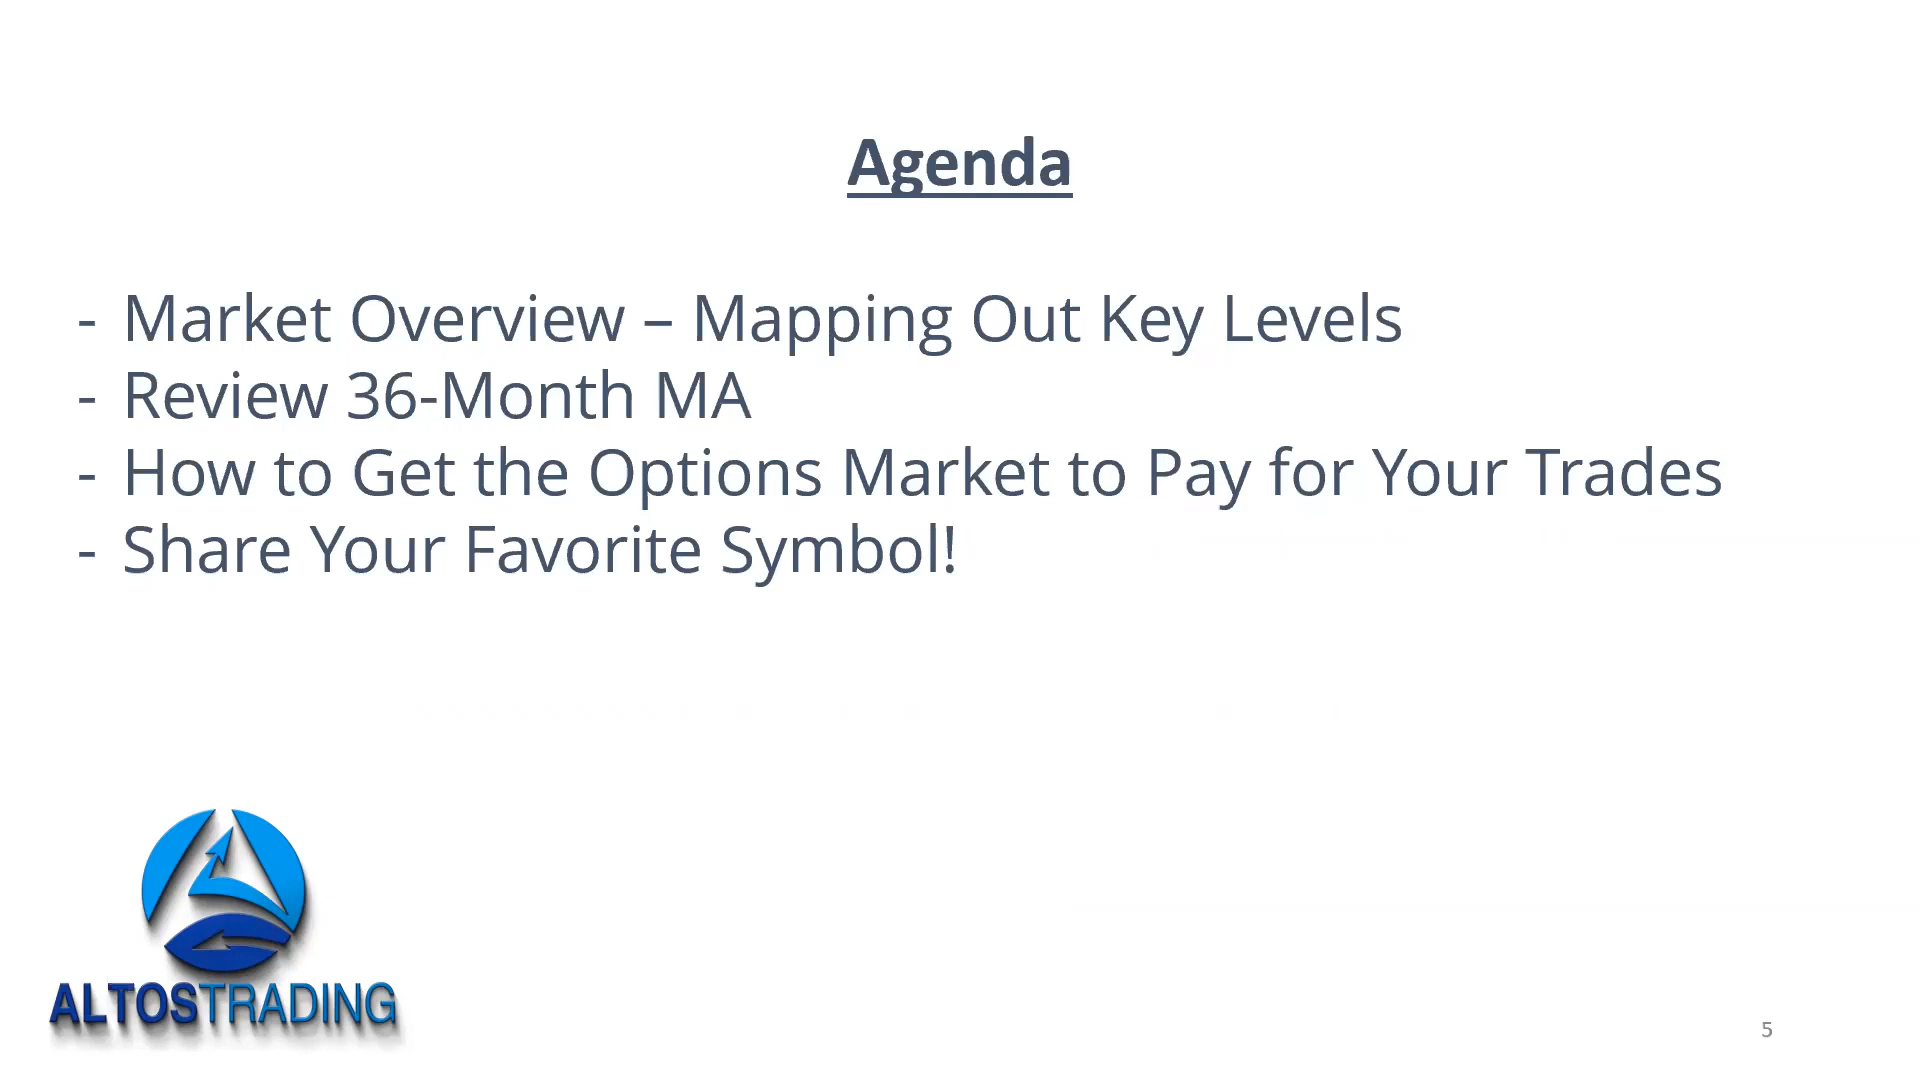 Agenda
- Market Overview – Mapping Out Key Levels
- Review 36-Month MA
- How to Get the Options Market to Pay for Your Trades
- Share Your Favorite Symbol!
ALTOSTRADING
5